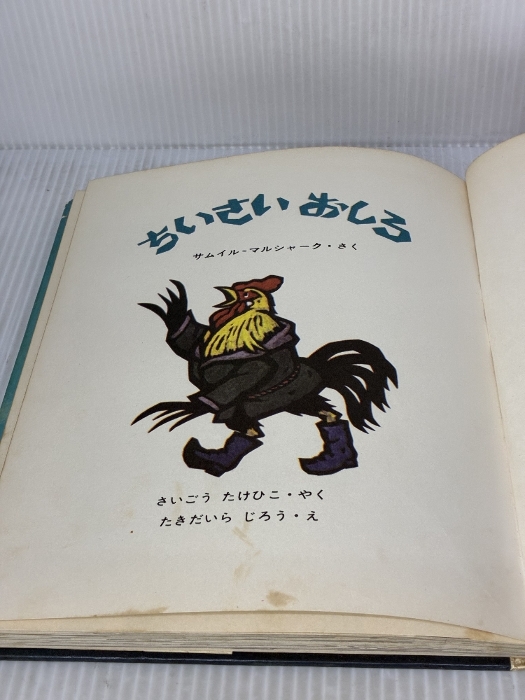 ちいさい おしろ
サムイル-マルシャーク・さく
さいごう たけひこ・やく
たきだいら じろう・え